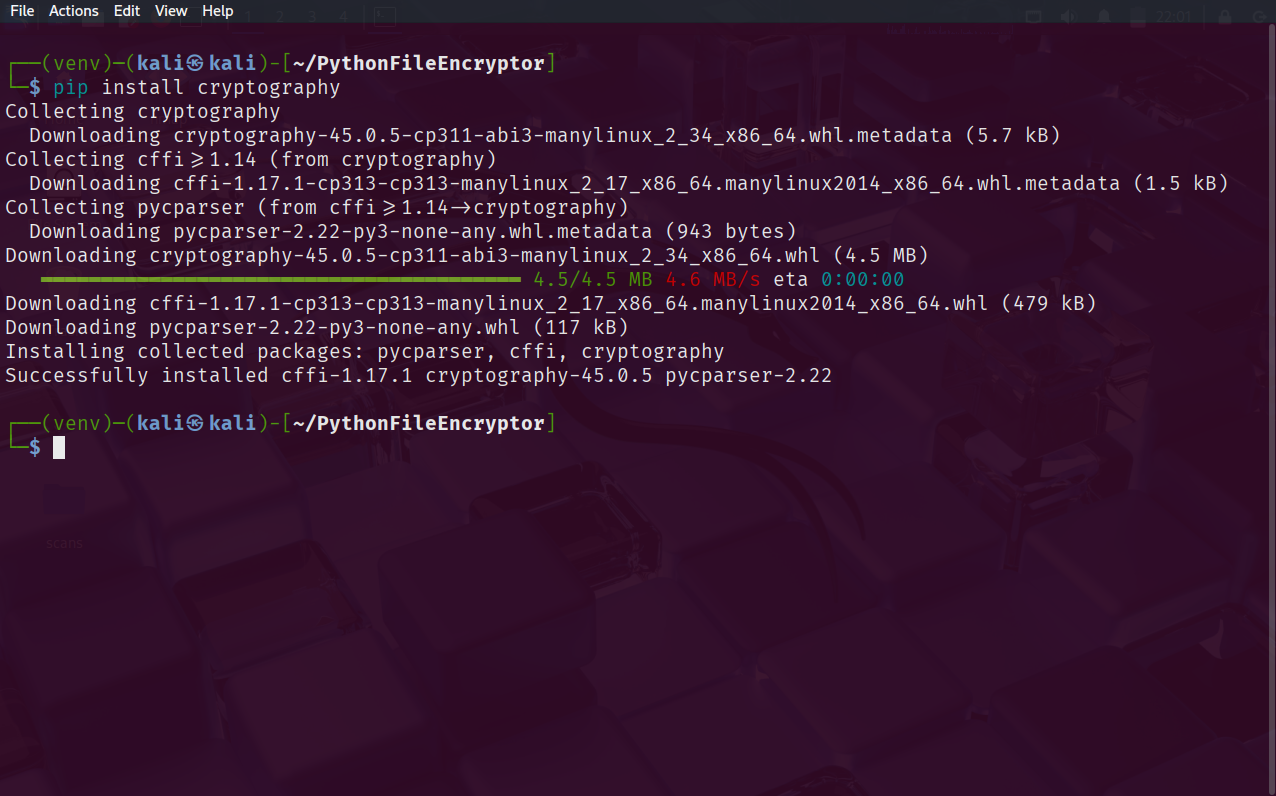 File Actions Edit View Help
1 2 3 4
22:01
┌──(venv)─(kali㉿kali)-[~/PythonFileEncryptor]
└─$ pip install cryptography
Collecting cryptography
  Downloading cryptography-45.0.5-cp311-abi3-manylinux_2_34_x86_64.whl.metadata (5.7 kB)
Collecting cffi>=1.14 (from cryptography)
  Downloading cffi-1.17.1-cp313-cp313-manylinux_2_17_x86_64.manylinux2014_x86_64.whl.metadata (1.5 kB)
Collecting pycparser (from cffi>=1.14->cryptography)
  Downloading pycparser-2.22-py3-none-any.whl.metadata (943 bytes)
Downloading cryptography-45.0.5-cp311-abi3-manylinux_2_34_x86_64.whl (4.5 MB)
━━━━━━━━━━━━━━━━━━━━━━━━━━━━━━━━━━━━━━━━ 4.5/4.5 MB 4.6 MB/s eta 0:00:00
Downloading cffi-1.17.1-cp313-cp313-manylinux_2_17_x86_64.manylinux2014_x86_64.whl (479 kB)
Downloading pycparser-2.22-py3-none-any.whl (117 kB)
Installing collected packages: pycparser, cffi, cryptography
Successfully installed cffi-1.17.1 cryptography-45.0.5 pycparser-2.22
┌──(venv)─(kali㉿kali)-[~/PythonFileEncryptor]
└─$
scans